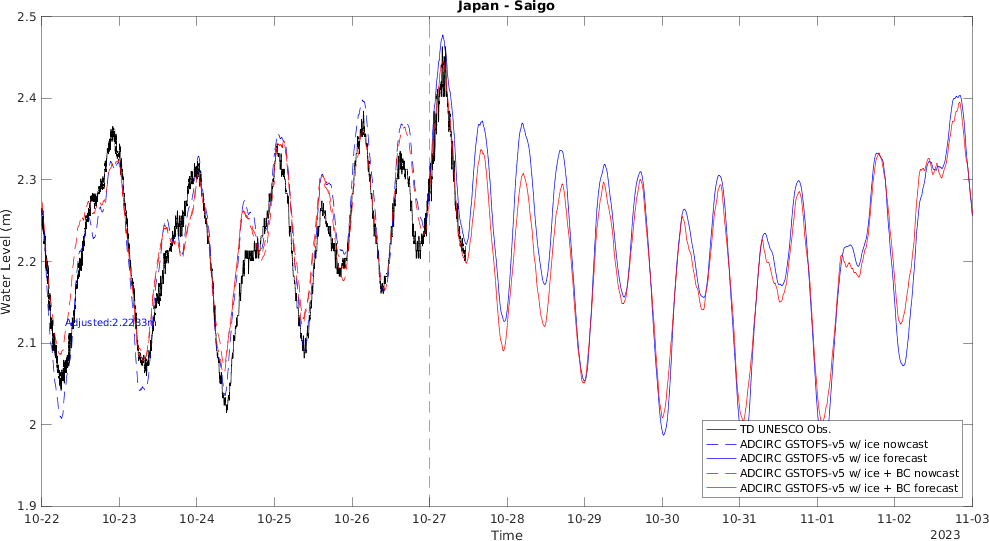 Japan - Saigo
2.5
2.4
2.3
2.2
2.1
2
1.9
Water Level (m)
Adjusted:2.2233m
TD UNESCO Obs.
ADCIRC GSTOFS-v5 w/ ice nowcast
ADCIRC GSTOFS-v5 w/ ice forecast
ADCIRC GSTOFS-v5 w/ ice + BC nowcast
ADCIRC GSTOFS-v5 w/ ice + BC forecast
10-22 10-23 10-24 10-25 10-26 10-27 10-28 10-29 10-30 10-31 11-01 11-02 11-03
Time
2023